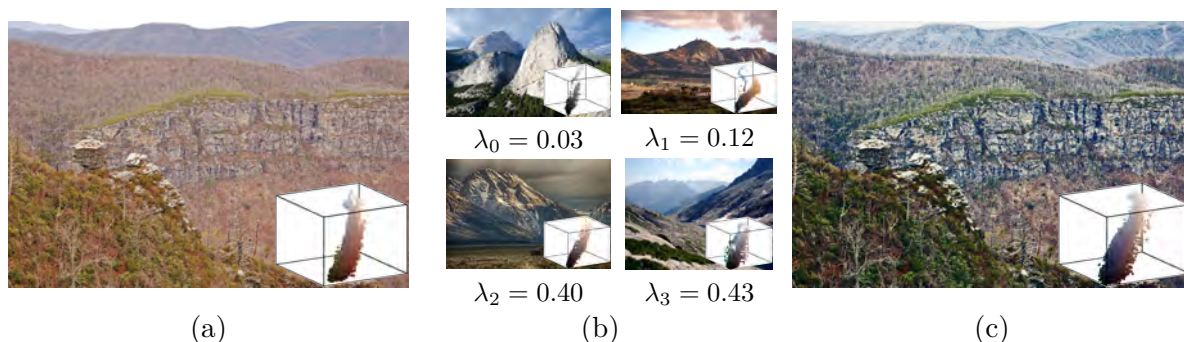 λ₀ = 0.03
λ₁ = 0.12
λ₂ = 0.40
λ₃ = 0.43
(a)
(b)
(c)